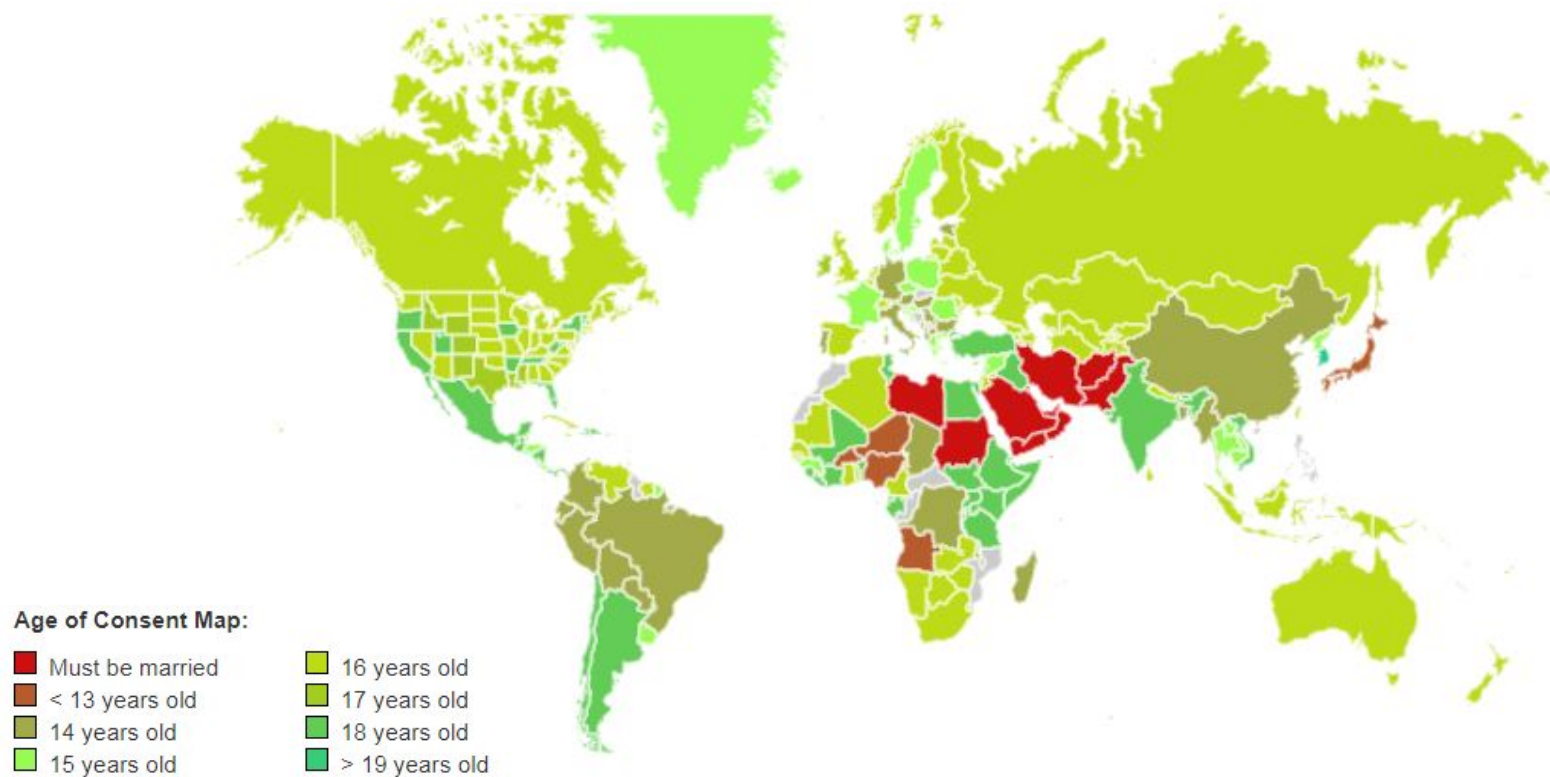 Age of Consent Map:
Must be married
< 13 years old
14 years old
15 years old
16 years old
17 years old
18 years old
> 19 years old